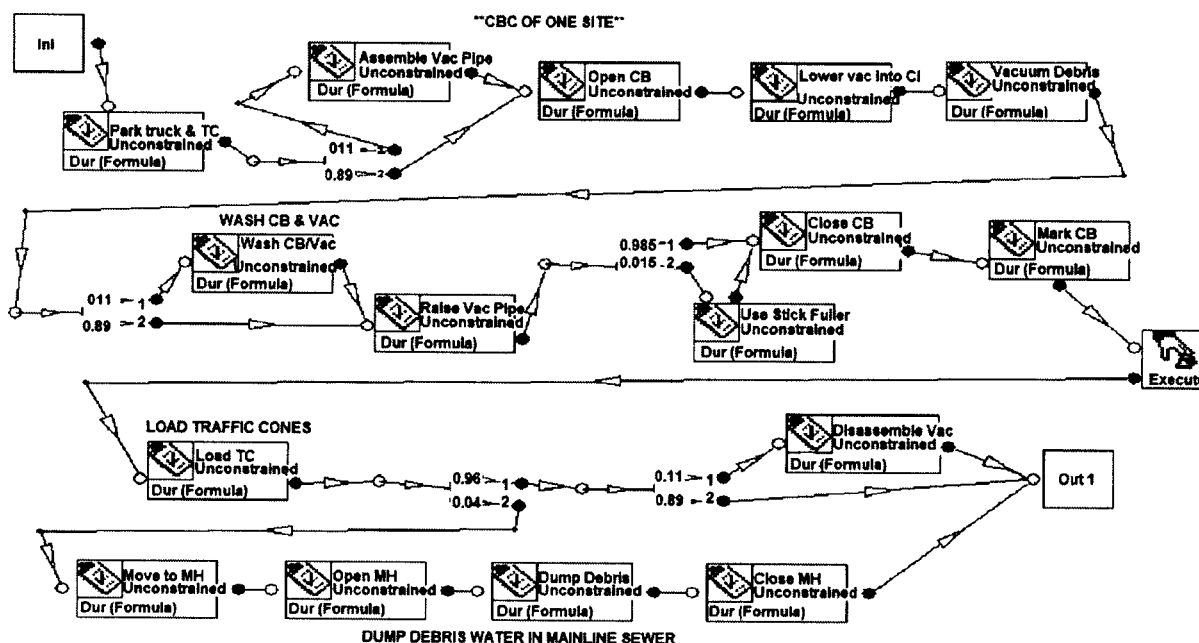 **CBC OF ONE SITE**
InI
Assemble Vac Pipe
Unconstrained
Dur (Formula)
Open CB
Unconstrained
Dur (Formula)
Lower vac into CI
Unconstrained
Dur (Formula)
Vacuum Debris
Unconstrained
Dur (Formula)
Park truck & TC
Unconstrained
Dur (Formula)
011 1
0.89 2
WASH CB & VAC
Wash CB/Vac
Unconstrained
Dur (Formula)
011 1
0.89 2
Raise Vac Pipe
Unconstrained
Dur (Formula)
0.985 1
0.015 2
Close CB
Unconstrained
Dur (Formula)
Use Stick Fuller
Unconstrained
Dur (Formula)
Mark CB
Unconstrained
Dur (Formula)
Execut
LOAD TRAFFIC CONES
Load TC
Unconstrained
Dur (Formula)
0.96 1
0.04 2
0.11 1
0.89 2
Disassemble Vac
Unconstrained
Dur (Formula)
Out 1
Move to MH
Unconstrained
Dur (Formula)
Open MH
Unconstrained
Dur (Formula)
Dump Debris
Unconstrained
Dur (Formula)
Close MH
Unconstrained
Dur (Formula)
DUMP DEBRIS WATER IN MAINLINE SEWER